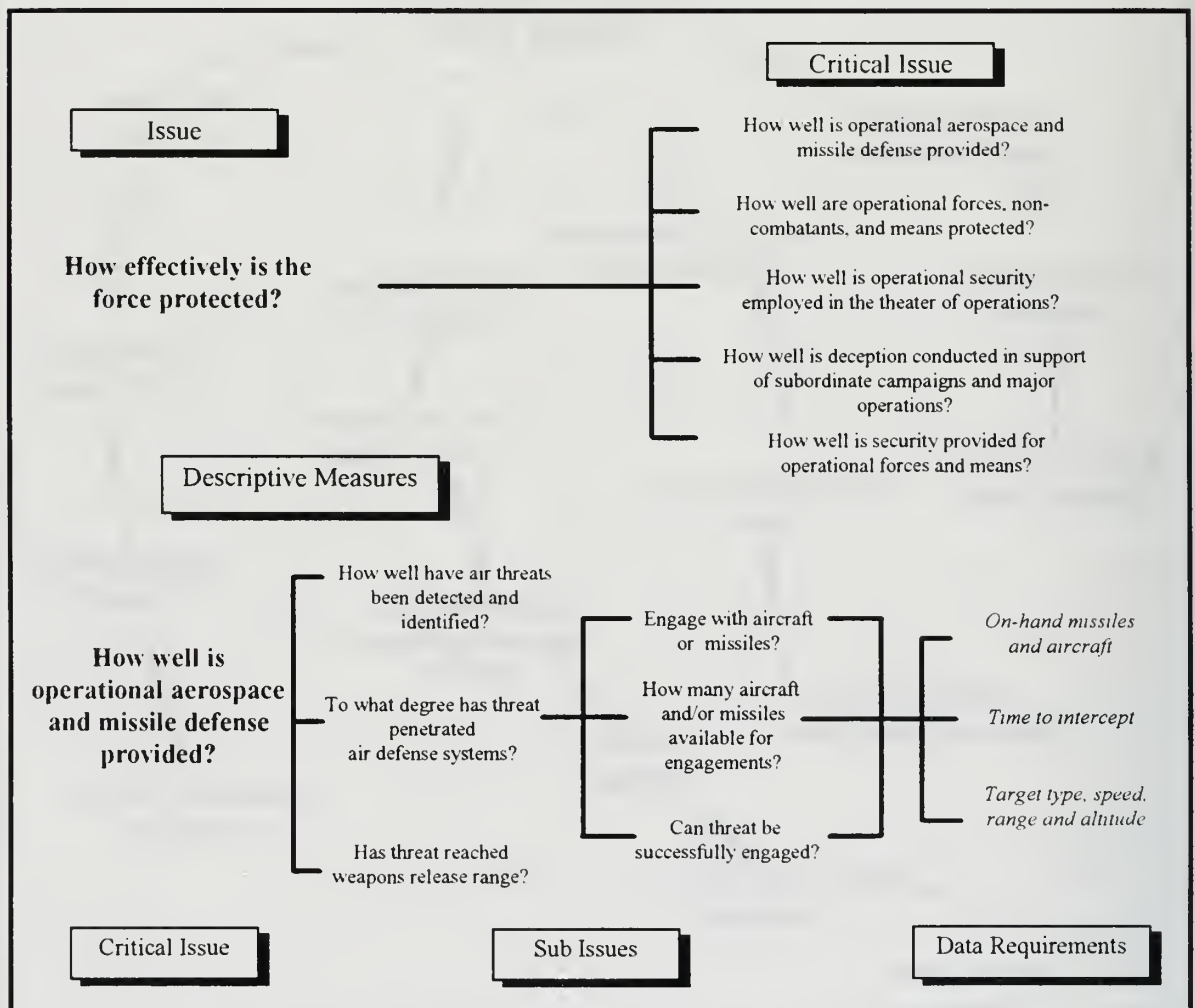 Critical Issue
Issue
How well is operational aerospace and
missile defense provided?
How well are operational forces, non-
combatants, and means protected?
How effectively is the
force protected?
How well is operational security
employed in the theater of operations?
How well is deception conducted in support
of subordinate campaigns and major
operations?
How well is security provided for
operational forces and means?
Descriptive Measures
How well is
operational aerospace
and missile defense
provided?
How well have air threats
been detected and
identified?
To what degree has threat
penetrated
air defense systems?
Has threat reached
weapons release range?
Engage with aircraft
or missiles?
How many aircraft
and/or missiles
available for
engagements?
Can threat be
successfully engaged?
On-hand missiles
and aircraft
Time to intercept
Target type, speed,
range and altitude
Critical Issue
Sub Issues
Data Requirements